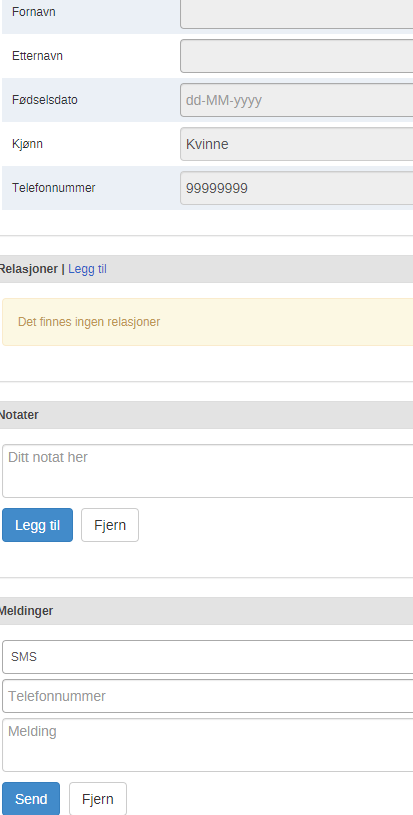 Fornavn
Etternavn
Fødselsdato dd-MM-yyyy
Kjønn Kvinne
Telefonnummer 99999999
Relasjoner | Legg til
Det finnes ingen relasjoner
Notater
Ditt notat her
Legg til Fjern
Meldinger
SMS
Telefonnummer
Melding
Send Fjern